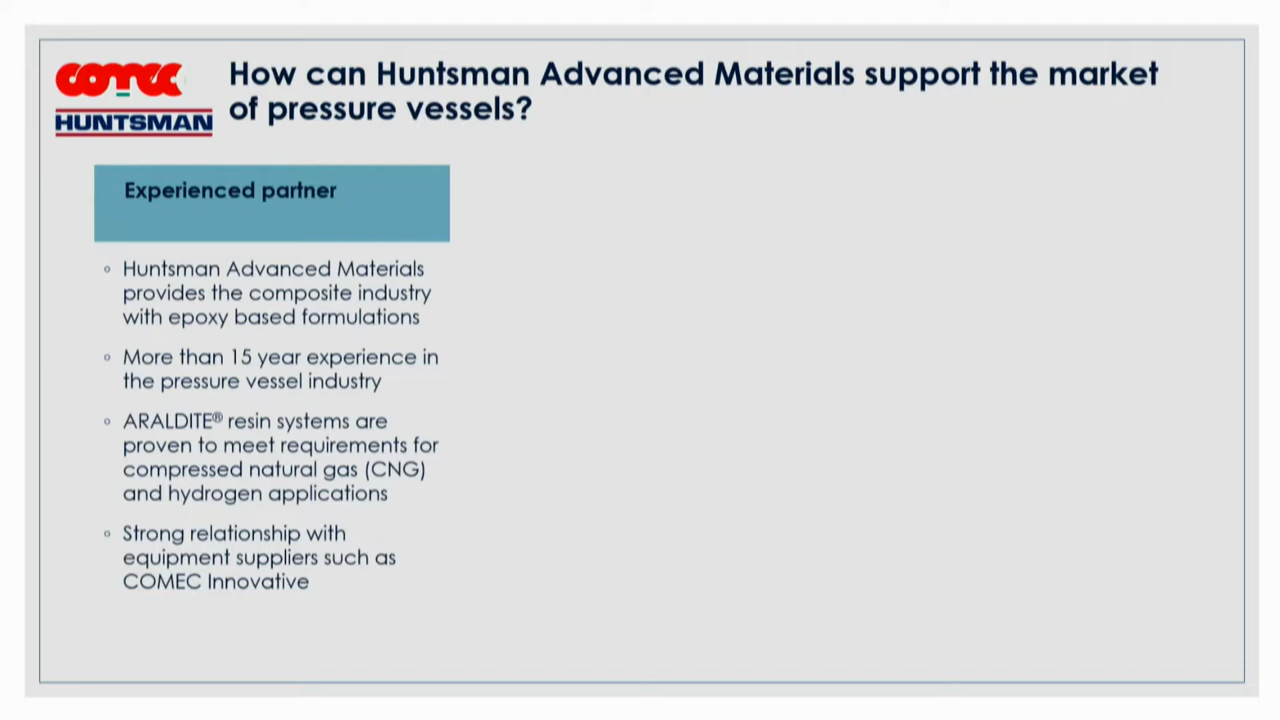 comec
HUNTSMAN
How can Huntsman Advanced Materials support the market
of pressure vessels?
Experienced partner
◦ Huntsman Advanced Materials
provides the composite industry
with epoxy based formulations
◦ More than 15 year experience in
the pressure vessel industry
◦ ARALDITE® resin systems are
proven to meet requirements for
compressed natural gas (CNG)
and hydrogen applications
◦ Strong relationship with
equipment suppliers such as
COMEC Innovative